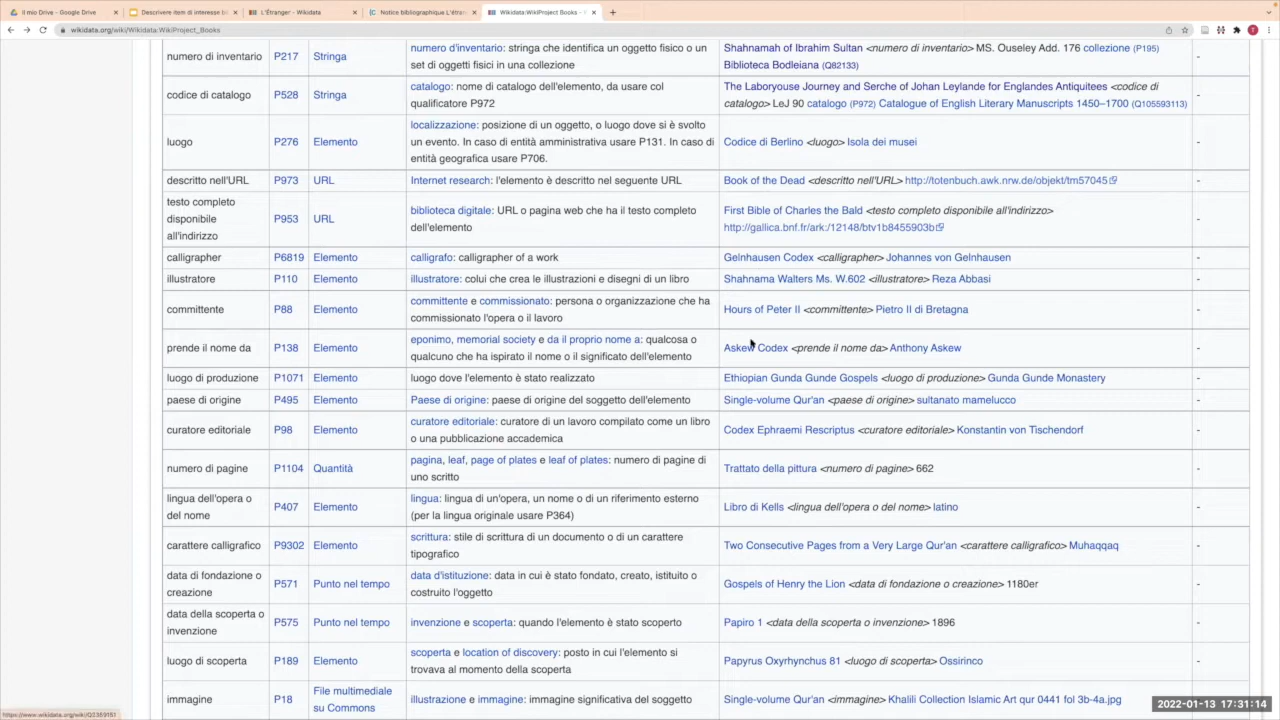 Il mio Drive - Google Drive
Descrivere item di interesse bi
L'Étranger - Wikidata
Notice bibliographique L'étran
Wikidata:WikiProject Books -
wikidata.org/wiki/Wikidata:WikiProject_Books
numero di inventario P217 Stringa numero d'inventario: stringa che identifica un oggetto fisico o un Shahnamah of Ibrahim Sultan <numero di inventario> MS. Ouseley Add. 176 collezione (P195) -
set di oggetti fisici in una collezione Biblioteca Bodleiana (Q82133)
codice di catalogo P528 Stringa catalogo: nome di catalogo dell'elemento, da usare col The Laboryouse Journey and Serche of Johan Leylande for Englandes Antiquitees <codice di -
qualificatore P972 catalogo> LeJ 90 catalogo (P972) Catalogue of English Literary Manuscripts 1450–1700 (Q105593113)
luogo P276 Elemento localizzazione: posizione di un oggetto, o luogo dove si è svolto Codice di Berlino <luogo> Isola dei musei -
un evento. In caso di entità amministrativa usare P131. In caso di
entità geografica usare P706.
descritto nell'URL P973 URL Internet research: l'elemento è descritto nel seguente URL Book of the Dead <descritto nell'URL> http://totenbuch.awk.nrw.de/objekt/tm57045 -
testo completo P953 URL biblioteca digitale: URL o pagina web che ha il testo completo First Bible of Charles the Bald <testo completo disponibile all'indirizzo> -
disponibile dell'elemento http://gallica.bnf.fr/ark:/12148/btv1b8455903b
all'indirizzo
calligrapher P6819 Elemento calligrafo: calligrapher of a work Gelnhausen Codex <calligrapher> Johannes von Gelnhausen -
illustratore P110 Elemento illustratore: colui che crea le illustrazioni e disegni di un libro Shahnama Walters Ms. W.602 <illustratore> Reza Abbasi -
committente P88 Elemento committente e commissionato: persona o organizzazione che ha Hours of Peter II <committente> Pietro II di Bretagna -
commissionato l'opera o il lavoro
prende il nome da P138 Elemento eponimo, memorial society e da il proprio nome a: qualcosa o Askew Codex <prende il nome da> Anthony Askew -
qualcuno che ha ispirato il nome o il significato dell'elemento
luogo di produzione P1071 Elemento luogo dove l'elemento è stato realizzato Ethiopian Gunda Gunde Gospels <luogo di produzione> Gunda Gunde Monastery -
paese di origine P495 Elemento Paese di origine: paese di origine del soggetto dell'elemento Single-volume Qur'an <paese di origine> sultanato mamelucco -
curatore editoriale P98 Elemento curatore editoriale: curatore di un lavoro compilato come un libro Codex Ephraemi Rescriptus <curatore editoriale> Konstantin von Tischendorf -
o una pubblicazione accademica
numero di pagine P1104 Quantità pagina, leaf, page of plates e leaf of plates: numero di pagine di Trattato della pittura <numero di pagine> 662 -
uno scritto
lingua dell'opera o P407 Elemento lingua: lingua di un'opera, un nome o di un riferimento esterno Libro di Kells <lingua dell'opera o del nome> latino -
del nome (per la lingua originale usare P364)
carattere calligrafico P9302 Elemento scrittura: stile di scrittura di un documento o di un carattere Two Consecutive Pages from a Very Large Qur'an <carattere calligrafico> Muhaqqaq -
tipografico
data di fondazione o P571 Punto nel tempo data d'istituzione: data in cui è stato fondato, creato, istituito o Gospels of Henry the Lion <data di fondazione o creazione> 1180er -
creazione costruito l'oggetto
data della scoperta o P575 Punto nel tempo invenzione e scoperta: quando l'elemento è stato scoperto Papiro 1 <data della scoperta o invenzione> 1896 -
invenzione
luogo di scoperta P189 Elemento scoperta e location of discovery: posto in cui l'elemento si Papyrus Oxyrhynchus 81 <luogo di scoperta> Ossirinco -
trovava al momento della scoperta
immagine P18 File multimediale illustrazione e immagine: immagine significativa del soggetto Single-volume Qur'an <immagine> Khalili Collection Islamic Art qur 0441 fol 3b-4a.jpg -
su Commons
2022-01-13 17:31:14